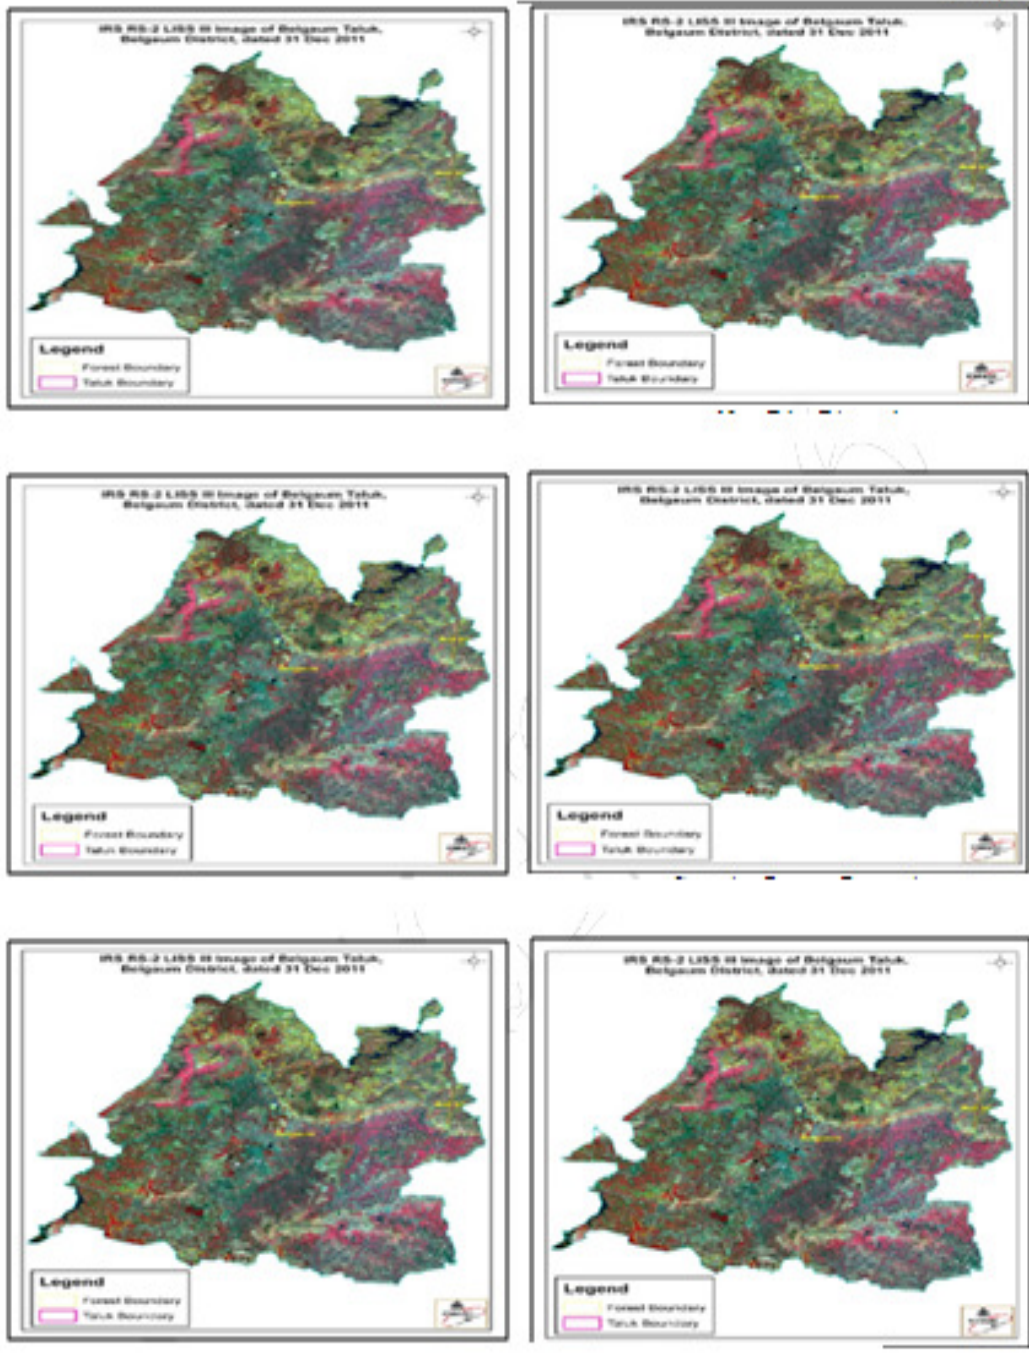 IRS RS-2 LISS III Image of Belgaum Taluk,
Belgaum District, dated 31 Dec 2011
Legend
Forest Boundary
Taluk Boundary
IRS RS-2 LISS III Image of Belgaum Taluk,
Belgaum District, dated 31 Dec 2011
Legend
Forest Boundary
Taluk Boundary
IRS RS-2 LISS III Image of Belgaum Taluk,
Belgaum District, dated 31 Dec 2011
Legend
Forest Boundary
Taluk Boundary
IRS RS-2 LISS III Image of Belgaum Taluk,
Belgaum District, dated 31 Dec 2011
Legend
Forest Boundary
Taluk Boundary
IRS RS-2 LISS III Image of Belgaum Taluk,
Belgaum District, dated 31 Dec 2011
Legend
Forest Boundary
Taluk Boundary
IRS RS-2 LISS III Image of Belgaum Taluk,
Belgaum District, dated 31 Dec 2011
Legend
Forest Boundary
Taluk Boundary